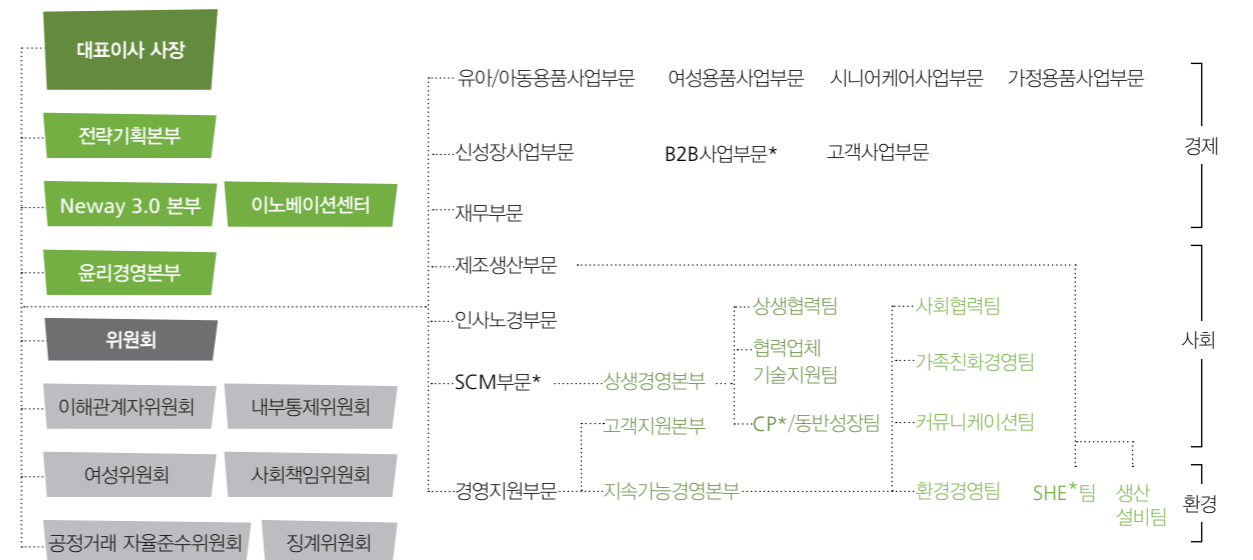 대표이사 사장
전략기획본부
Neway 3.0 본부 이노베이션센터
윤리경영본부
위원회
이해관계자위원회 내부통제위원회
여성위원회 사회책임위원회
공정거래 자율준수위원회 징계위원회
유아/아동용품사업부문 여성용품사업부문 시니어케어사업부문 가정용품사업부문
신성장사업부문 B2B사업부문* 고객사업부문
재무부문
제조생산부문
인사노경부문
SCM부문*
경영지원부문
상생경영본부
고객지원본부
지속가능경영본부
상생협력팀
협력업체
기술지원팀
CP*/동반성장팀
사회협력팀
가족친화경영팀
커뮤니케이션팀
환경경영팀 SHE*팀 생산
설비팀
경제
사회
환경